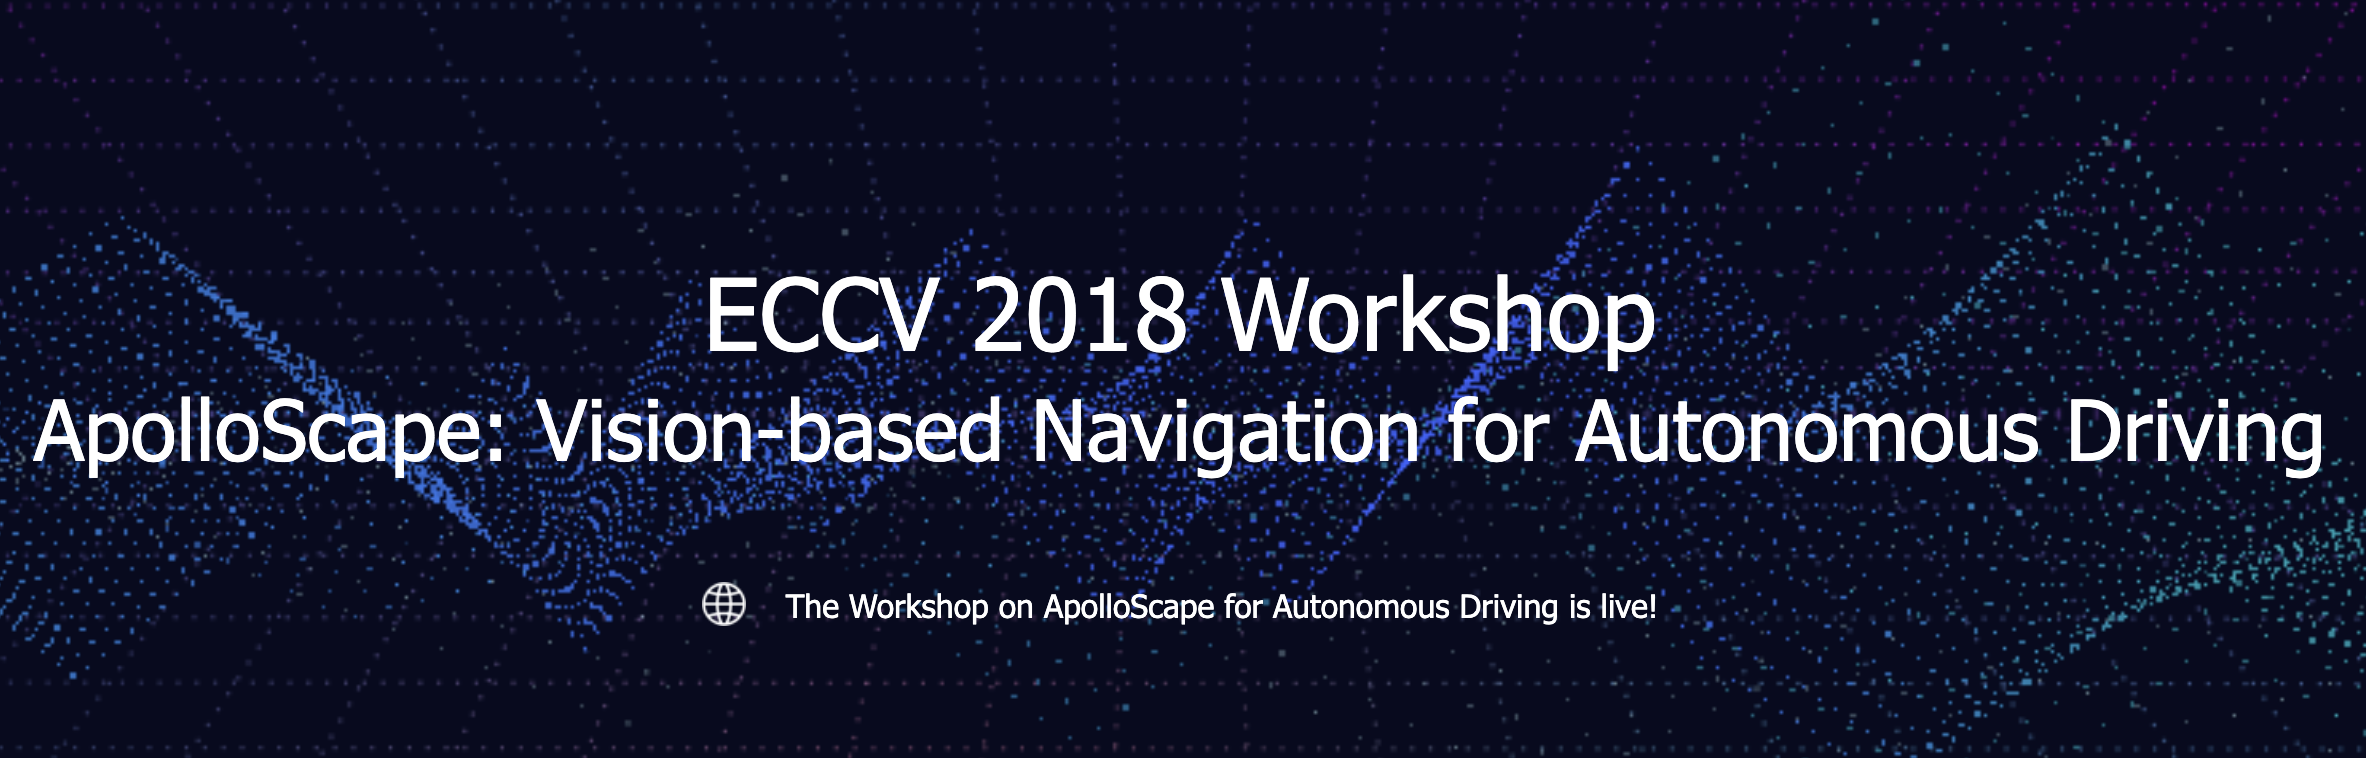 ECCV 2018 Workshop
ApolloScape: Vision-based Navigation for Autonomous Driving
The Workshop on ApolloScape for Autonomous Driving is live!